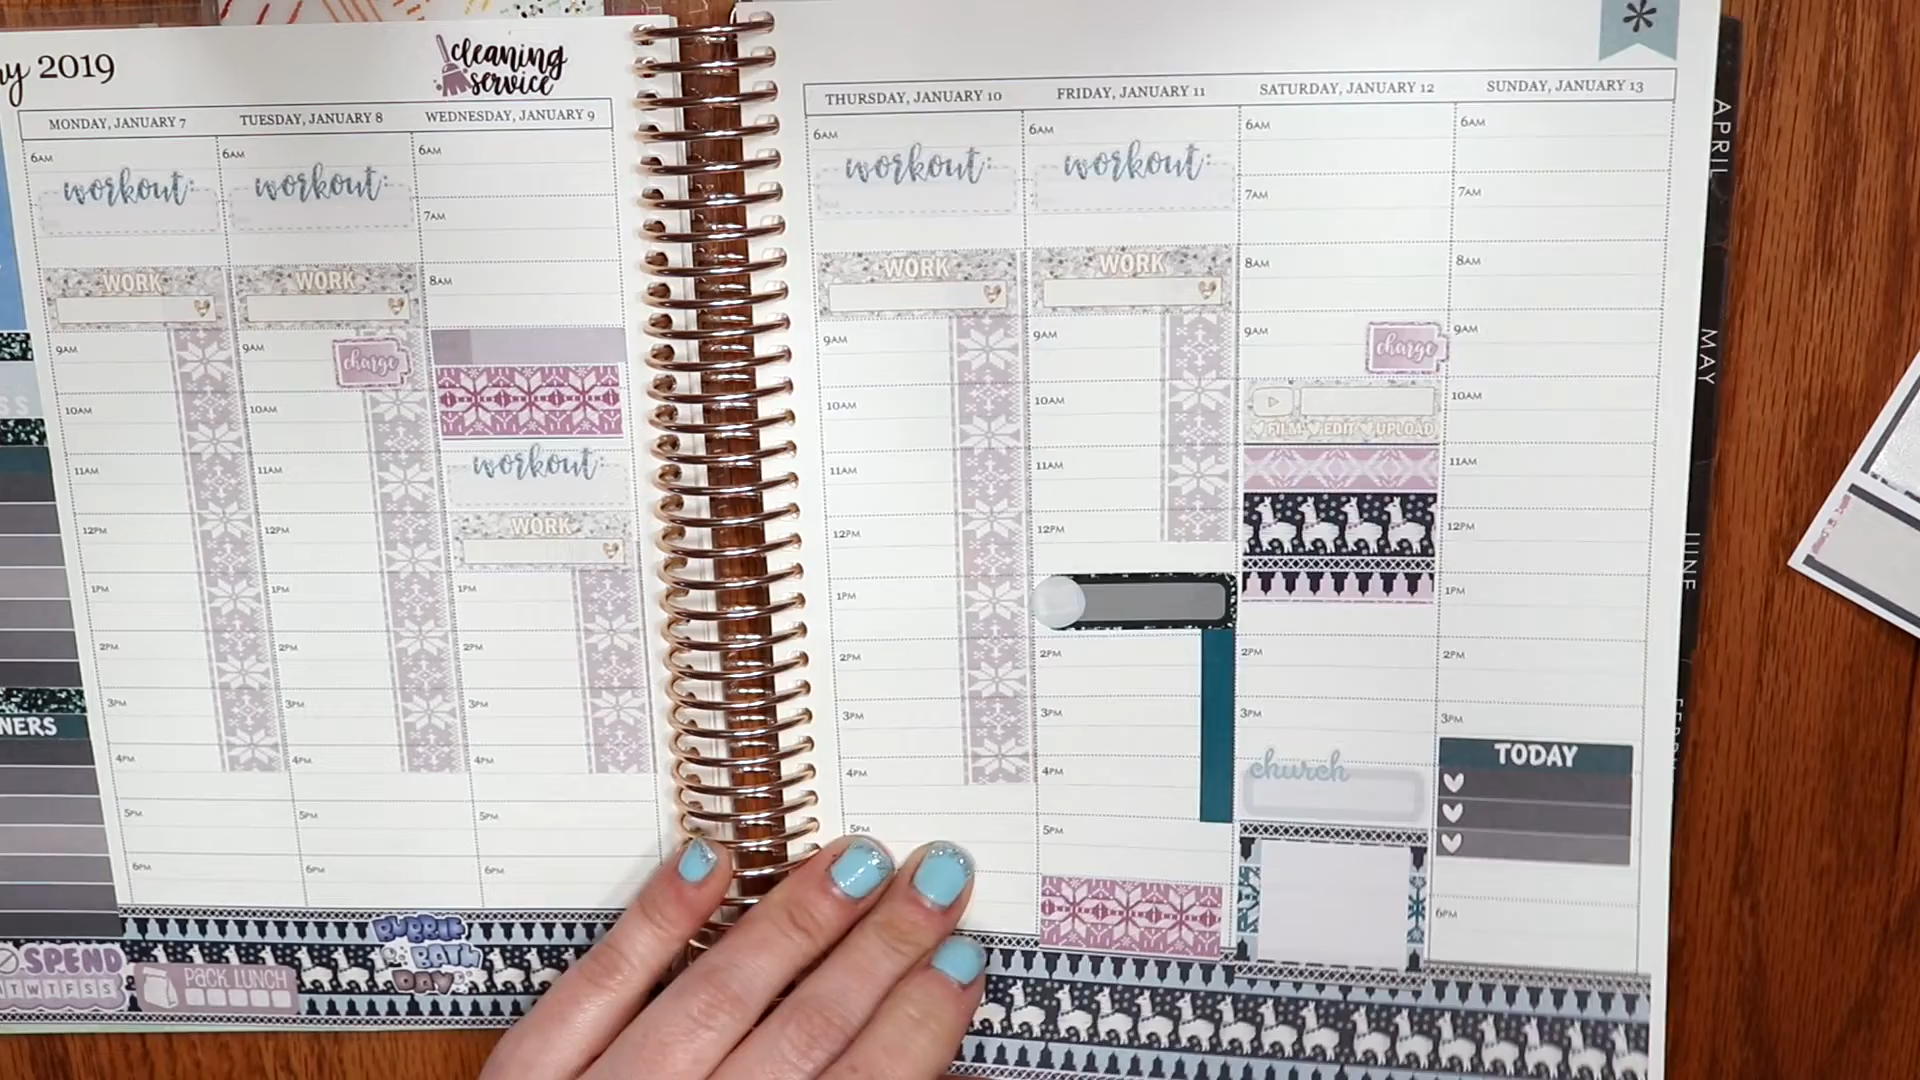 2019
cleaning
service
MONDAY, JANUARY 7
TUESDAY, JANUARY 8
WEDNESDAY, JANUARY 9
6AM
6AM
6AM
workout:
workout:
7AM
WORK
WORK
8AM
9AM
9AM
charge
10AM
10AM
workout:
11AM
11AM
WORK
12PM
12PM
1PM
1PM
1PM
2PM
2PM
2PM
3PM
3PM
3PM
4PM
4PM
4PM
5PM
5PM
5PM
6PM
6PM
6PM
NERS
SPEND
TWTFSS
PACK LUNCH
BUBBLE
BATH
DAY
THURSDAY, JANUARY 10
FRIDAY, JANUARY 11
SATURDAY, JANUARY 12
SUNDAY, JANUARY 13
6AM
6AM
6AM
6AM
workout:
workout:
7AM
7AM
WORK
WORK
8AM
8AM
9AM
9AM
9AM
charge
9AM
10AM
10AM
10AM
FILM EDIT UPLOAD
11AM
11AM
11AM
12PM
12PM
12PM
1PM
1PM
1PM
2PM
2PM
2PM
2PM
3PM
3PM
3PM
3PM
4PM
4PM
church
TODAY
5PM
5PM
6PM
APRIL
MAY
JUNE